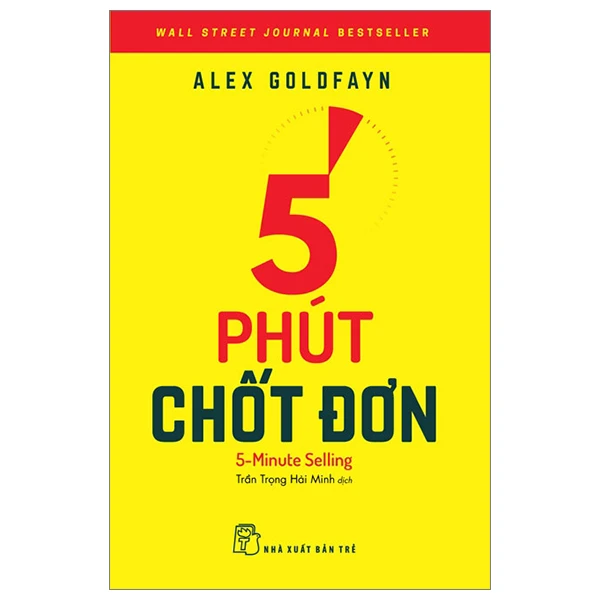 WALL STREET JOURNAL BESTSELLER
ALEX GOLDFAYN
5
PHÚT
CHỐT ĐƠN
5-Minute Selling
Trần Trọng Hải Minh dịch
NHÀ XUẤT BẢN TRẺ